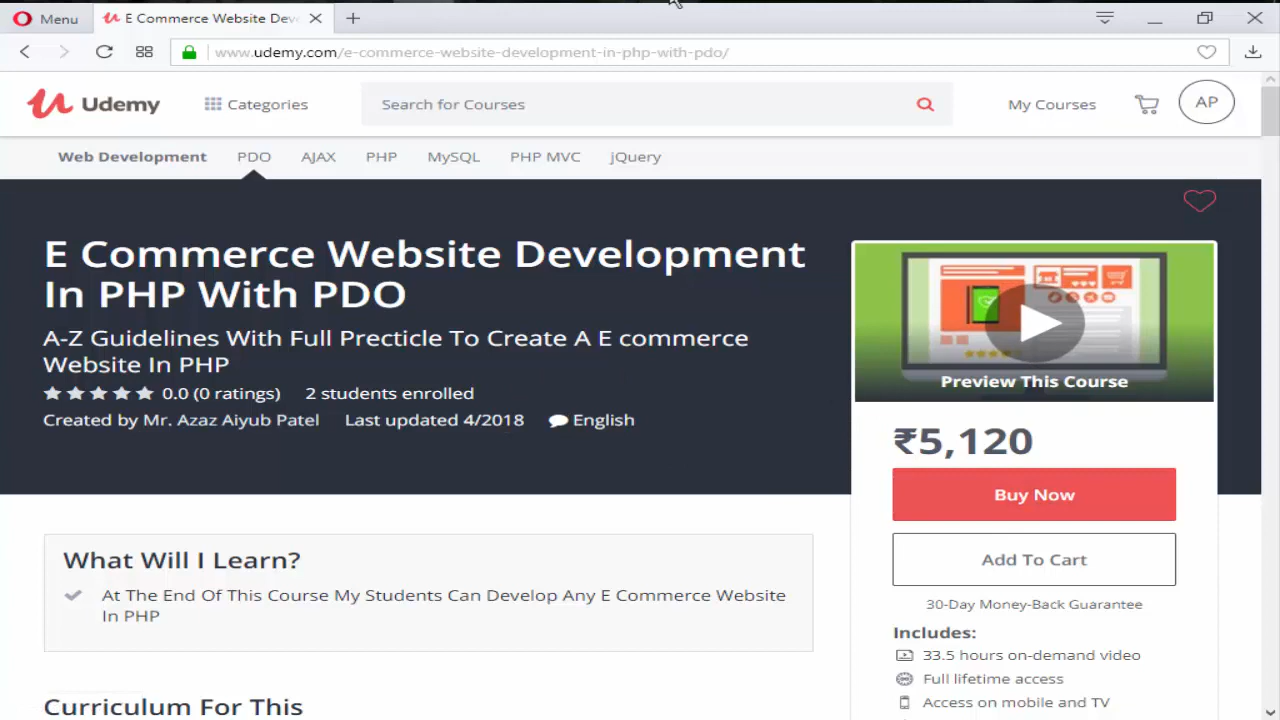 Menu
E Commerce Website Dev
www.udemy.com/e-commerce-website-development-in-php-with-pdo/
Udemy
Categories
Search for Courses
My Courses
AP
Web Development PDO AJAX PHP MySQL PHP MVC jQuery
E Commerce Website Development
In PHP With PDO
A-Z Guidelines With Full Precticle To Create A E commerce
Website In PHP
0.0 (0 ratings) 2 students enrolled
Created by Mr. Azaz Aiyub Patel Last updated 4/2018 English
Preview This Course
₹5,120
Buy Now
Add To Cart
30-Day Money-Back Guarantee
Includes:
33.5 hours on-demand video
Full lifetime access
Access on mobile and TV
What Will I Learn?
At The End Of This Course My Students Can Develop Any E Commerce Website
In PHP
Curriculum For This